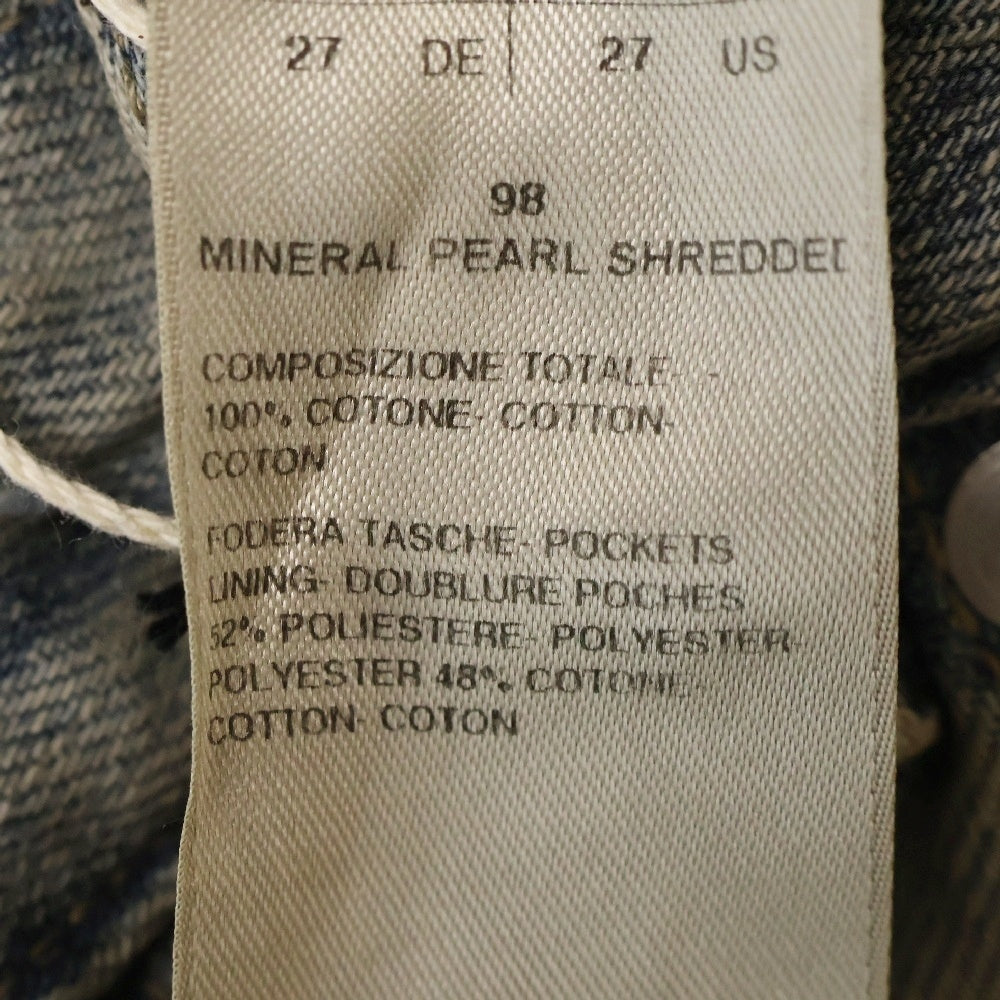 27 DE 27 US
98
MINERAL PEARL SHREDDED
COMPOSIZIONE TOTALE- -
100% COTONE- COTTON-
COTON
FODERA TASCHE- POCKETS
LINING- DOUBLURE POCHES
52% POLIESTERE- POLYESTER-
POLYESTER 48% COTONE-
COTTON- COTON